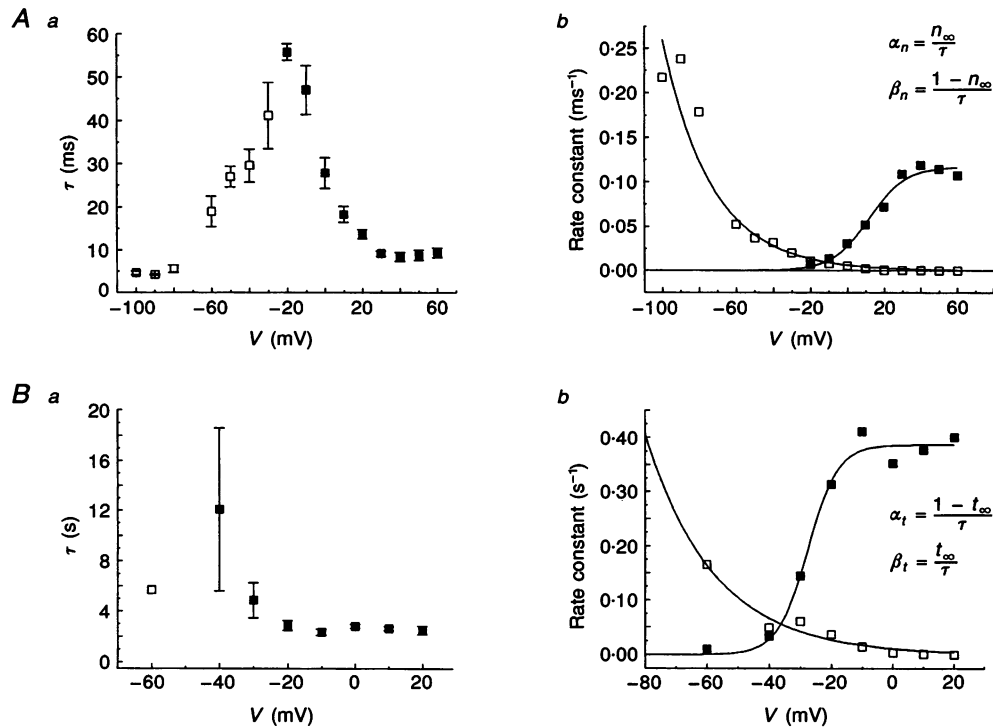 A a
60
50
40
30
20
10
0
τ (ms)
−100
−60
−20
20
60
V (mV)
b
0·25
0·20
0·15
0·10
0·05
0·00
Rate constant (ms⁻¹)
αₙ = n∞/τ
βₙ = 1 − n∞/τ
−100
−60
−20
20
60
V (mV)
B a
20
16
12
8
4
0
τ (s)
−60
−40
−20
0
20
V (mV)
b
0·40
0·30
0·20
0·10
0·00
Rate constant (s⁻¹)
αₜ = 1 − t∞/τ
βₜ = t∞/τ
−80
−60
−40
−20
0
20
V (mV)